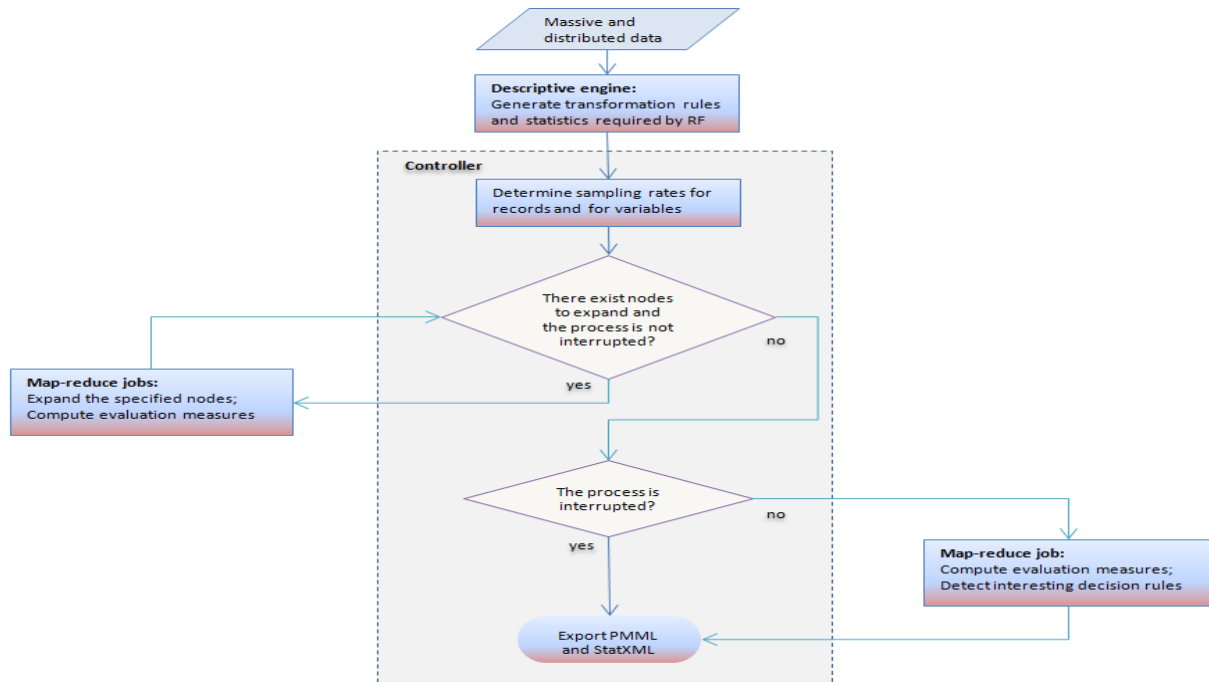 Massive and
distributed data
Descriptive engine:
Generate transformation rules
and statistics required by RF
Controller
Determine sampling rates for
records and for variables
There exist nodes
to expand and
the process is not
interrupted?
no
yes
Map-reduce jobs:
Expand the specified nodes;
Compute evaluation measures
The process is
interrupted?
no
yes
Map-reduce job:
Compute evaluation measures;
Detect interesting decision rules
Export PMML
and StatXML